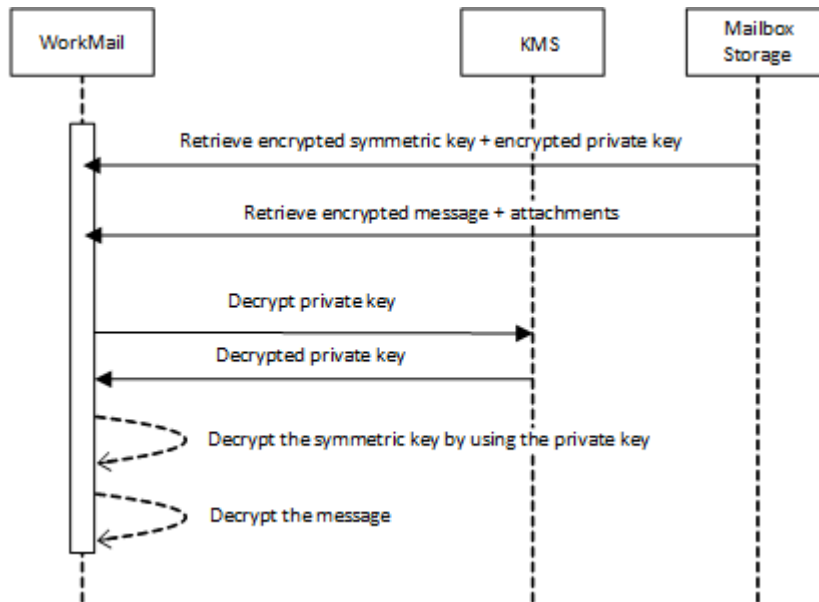 WorkMail
KMS
Mailbox
Storage
Retrieve encrypted symmetric key + encrypted private key
Retrieve encrypted message + attachments
Decrypt private key
Decrypted private key
Decrypt the symmetric key by using the private key
Decrypt the message